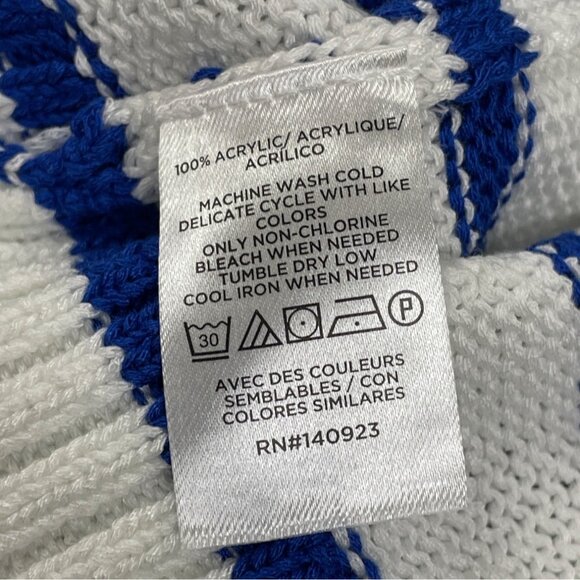 100% ACRYLIC/ ACRYLIQUE/
ACRÍLICO
MACHINE WASH COLD
DELICATE CYCLE WITH LIKE
COLORS
ONLY NON-CHLORINE
BLEACH WHEN NEEDED
TUMBLE DRY LOW
COOL IRON WHEN NEEDED
30 P
AVEC DES COULEURS
SEMBLABLES / CON
COLORES SIMILARES
RN#140923